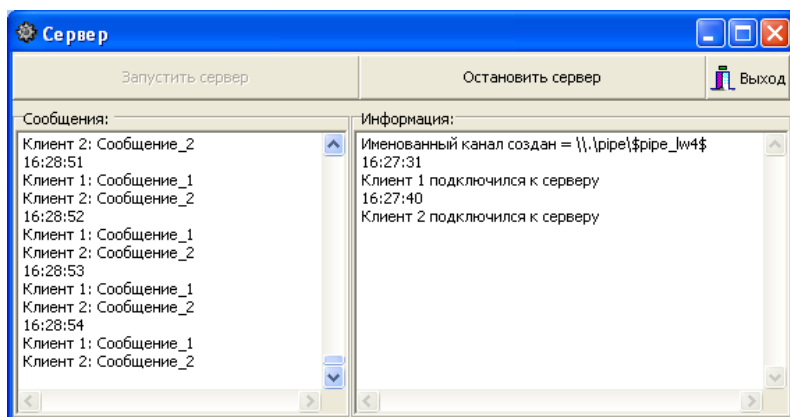 Сервер
Запустить сервер
Остановить сервер
Выход
Сообщения:
Клиент 2: Сообщение_2
16:28:51
Клиент 1: Сообщение_1
Клиент 2: Сообщение_2
16:28:52
Клиент 1: Сообщение_1
Клиент 2: Сообщение_2
16:28:53
Клиент 1: Сообщение_1
Клиент 2: Сообщение_2
16:28:54
Клиент 1: Сообщение_1
Клиент 2: Сообщение_2
Информация:
Именованный канал создан = \\.\pipe\$pipe_lw4$
16:27:31
Клиент 1 подключился к серверу
16:27:40
Клиент 2 подключился к серверу